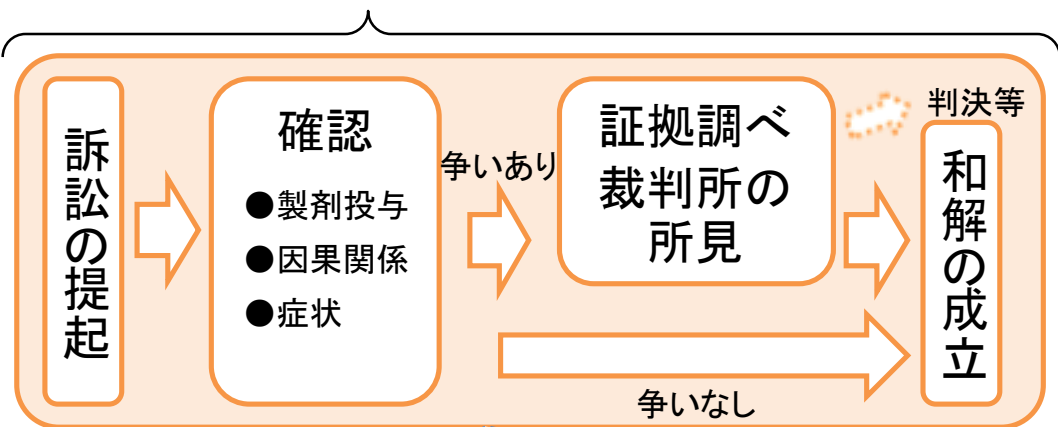 訴訟の提起
確認
●製剤投与
●因果関係
●症状
争いあり
証拠調べ
裁判所の
所見
判決等
和解の成立
争いなし